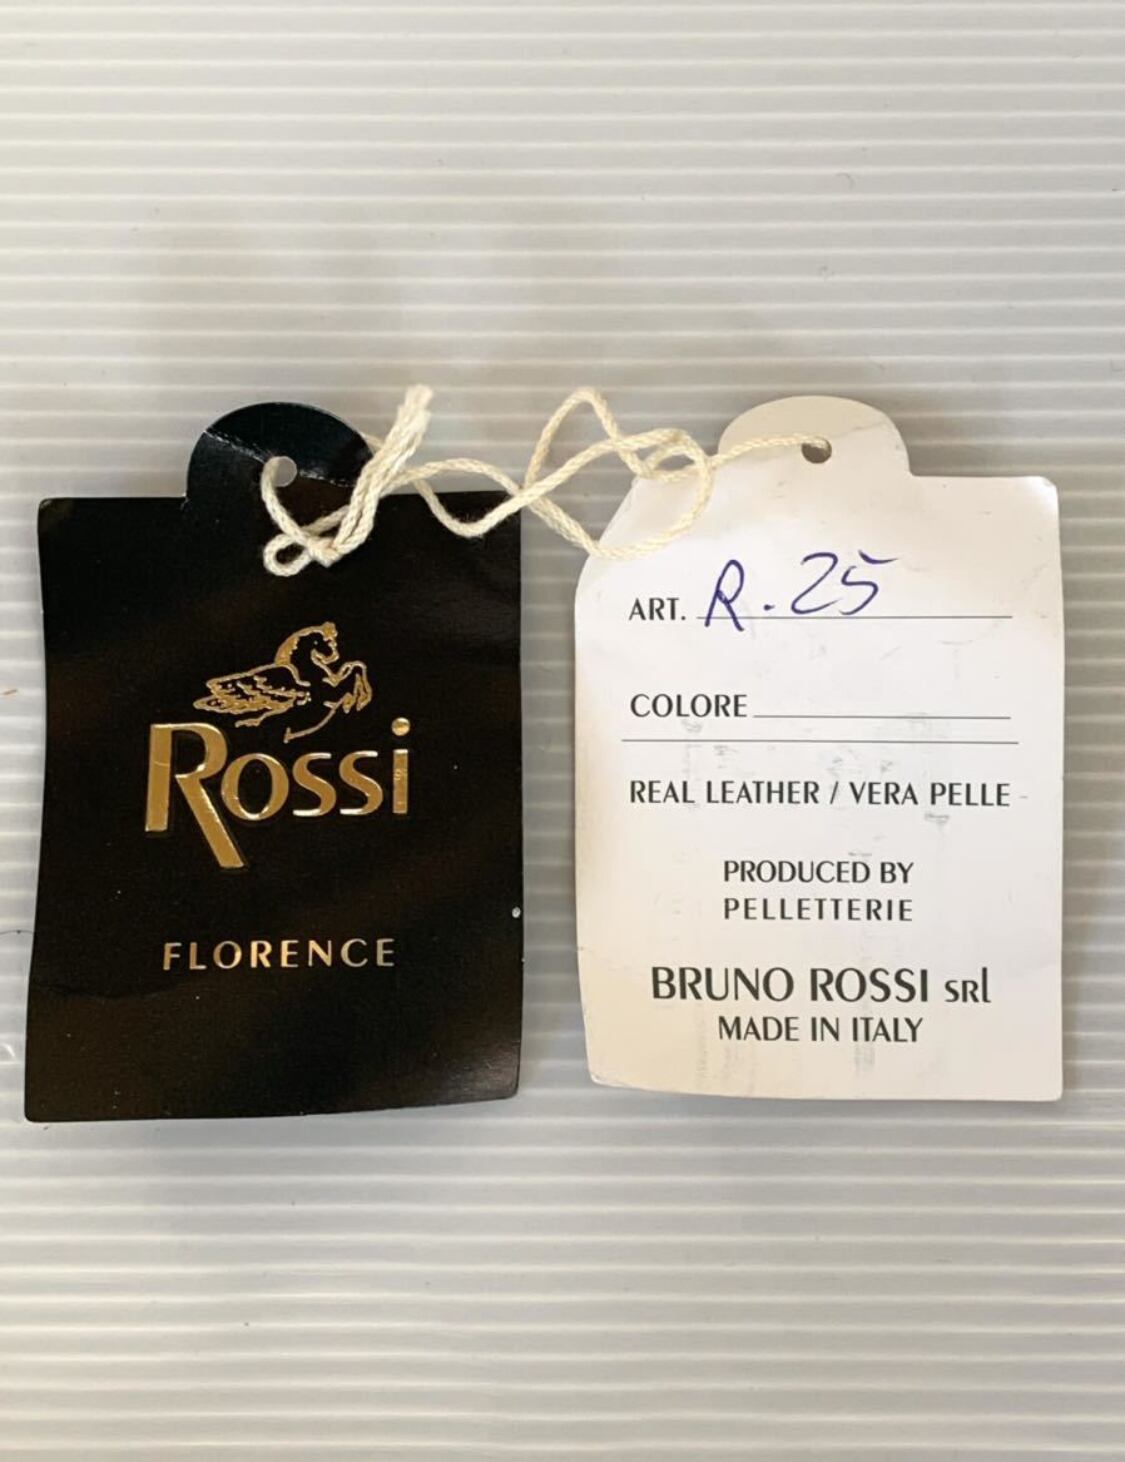 Rossi
FLORENCE
ART. R.25
COLORE
REAL LEATHER / VERA PELLE
PRODUCED BY
PELLETTERIE
BRUNO ROSSI srl
MADE IN ITALY